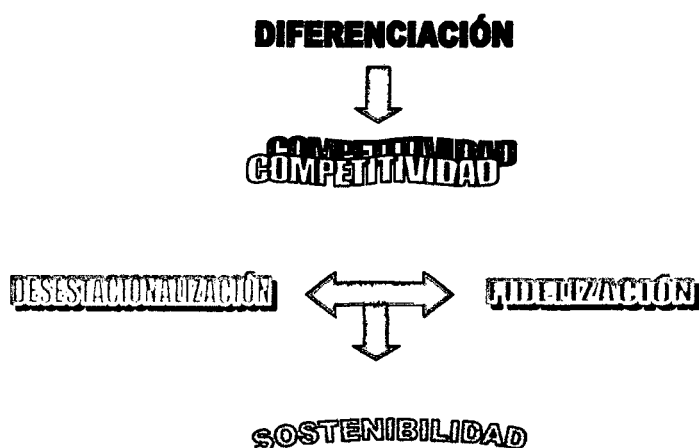 DIFERENCIACIÓN
COMPETITIVIDAD
DESESTACIONALIZACIÓN FIDELIZACIÓN
SOSTENIBILIDAD